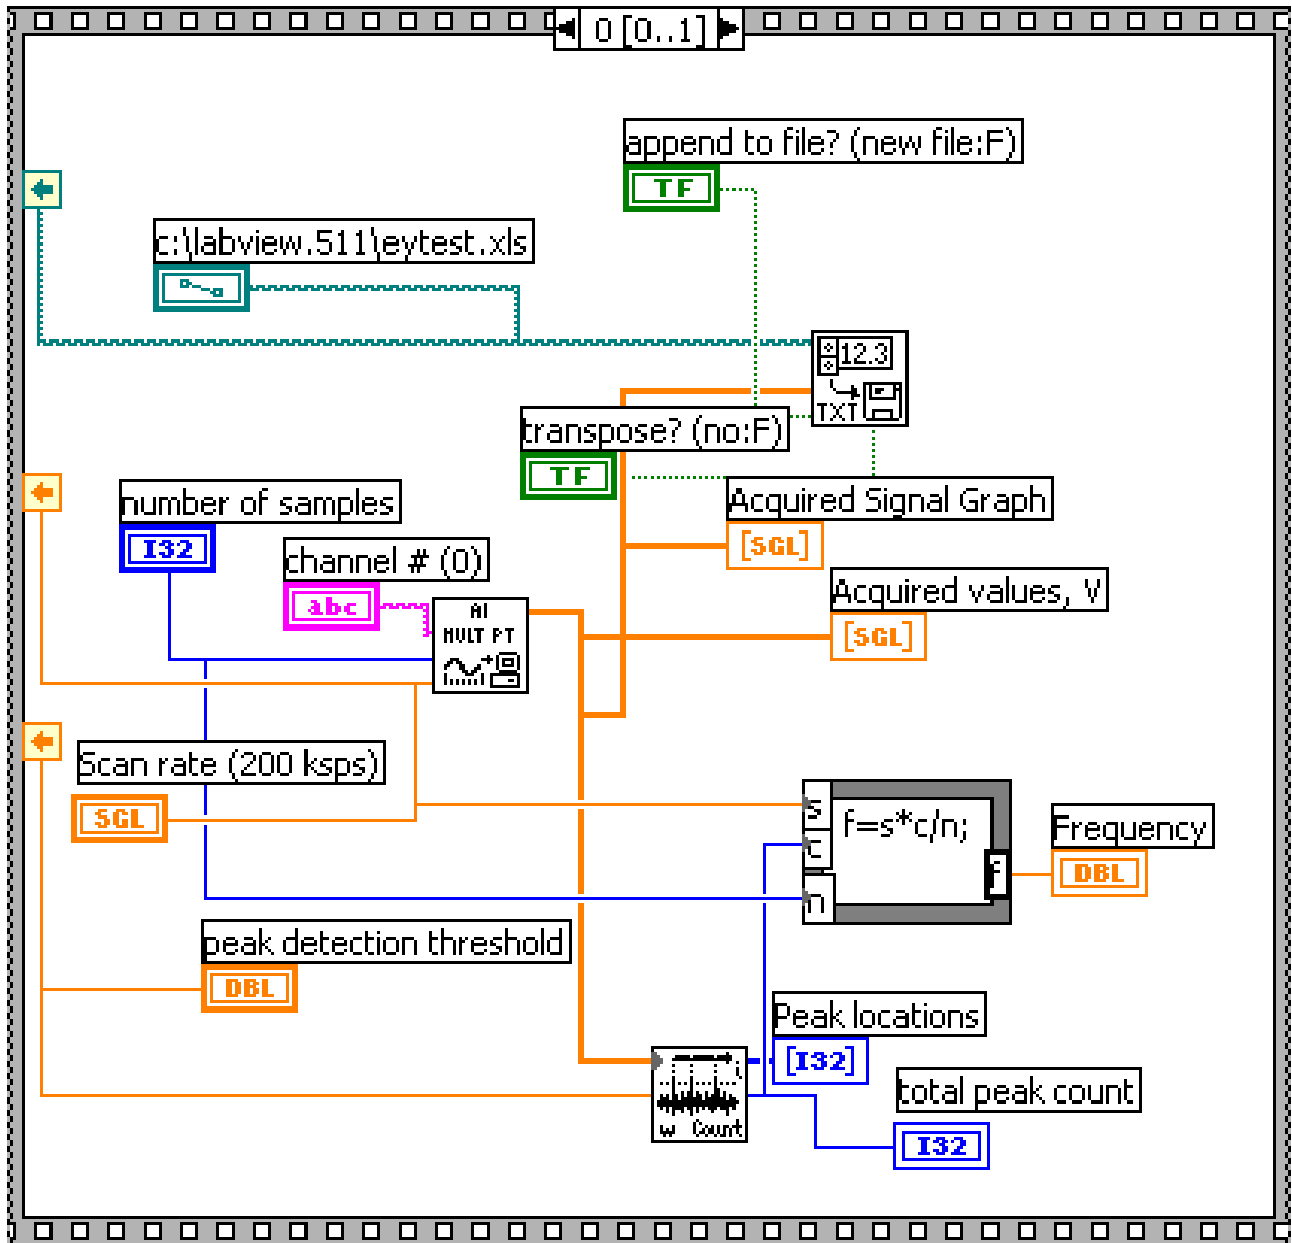 0 [0..1]
append to file? (new file:F)
TF
c:\labview.511\eytest.xls
12.3
TXT
transpose? (no:F)
TF
number of samples
I32
Acquired Signal Graph
[SGL]
channel # (0)
abc
AI
MULT PT
Acquired values, V
[SGL]
Scan rate (200 ksps)
SGL
s
f=s*c/n;
c
n
f
Frequency
DBL
peak detection threshold
DBL
Peak locations
[I32]
w Count
total peak count
I32